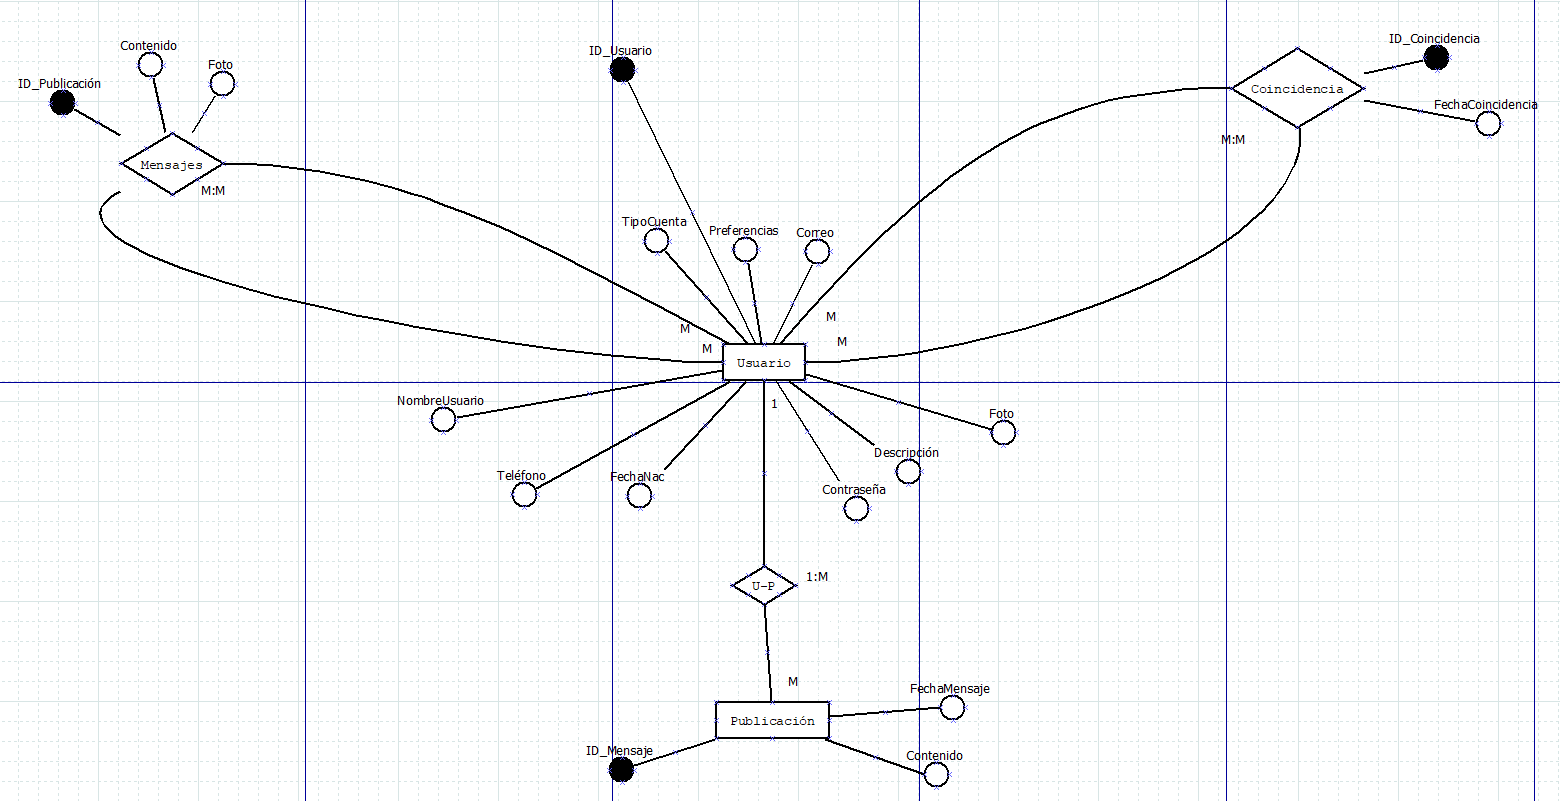 ID_Usuario
ID_Coincidencia
Contenido
Foto
ID_Publicación
Coincidencia
FechaCoincidencia
M:M
Mensajes
M:M
TipoCuenta
Preferencias
Correo
M
M
M
M
Usuario
NombreUsuario
1
Foto
Teléfono
FechaNac
Descripción
Contraseña
U-P
1:M
M
FechaMensaje
Publicación
ID_Mensaje
Contenido